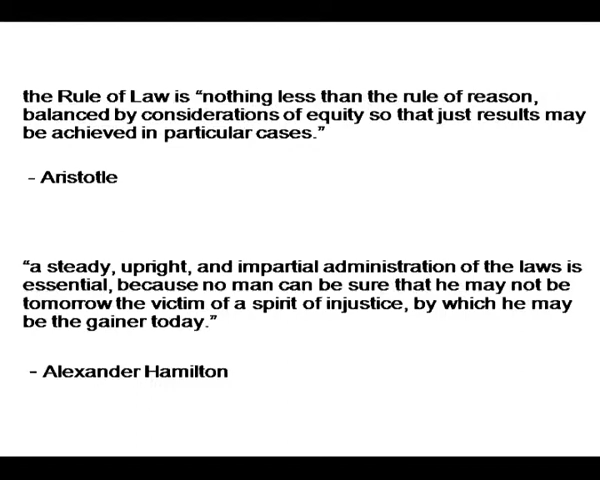 the Rule of Law is “nothing less than the rule of reason,
balanced by considerations of equity so that just results may
be achieved in particular cases.”
- Aristotle
“a steady, upright, and impartial administration of the laws is
essential, because no man can be sure that he may not be
tomorrow the victim of a spirit of injustice, by which he may
be the gainer today.”
- Alexander Hamilton